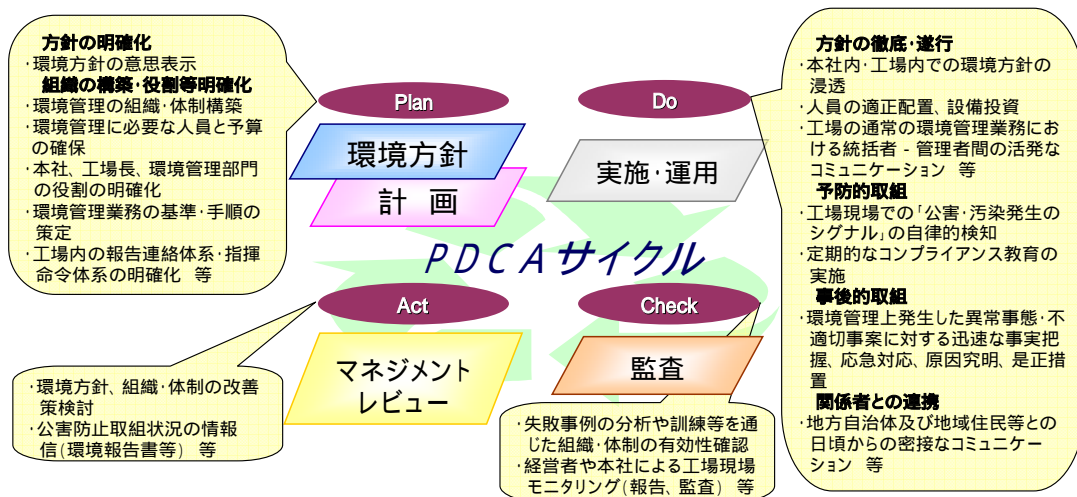 方針の明確化
・環境方針の意思表示
組織の構築・役割等明確化
・環境管理の組織・体制構築
・環境管理に必要な人員と予算
の確保
・本社、工場長、環境管理部門
の役割の明確化
・環境管理業務の基準・手順の
策定
・工場内の報告連絡体系・指揮
命令体系の明確化 等
Plan
環境方針
計 画
Do
実施・運用
方針の徹底・遂行
・本社内・工場内での環境方針の
浸透
・人員の適正配置、設備投資
・工場の通常の環境管理業務にお
ける統括者 - 管理者間の活発な
コミュニケーション 等
予防的取組
・工場現場での「公害・汚染発生の
シグナル」の自律的検知
・定期的なコンプライアンス教育の
実施
事後的取組
・環境管理上発生した異常事態・不
適切事案に対する迅速な事実把
握、応急対応、原因究明、是正措
置
関係者との連携
・地方自治体及び地域住民等との
日頃からの密接なコミュニケー
ション 等
PDCAサイクル
Act
マネジメント
レビュー
・環境方針、組織・体制の改善
策検討
・公害防止取組状況の情報
信(環境報告書等) 等
Check
監査
・失敗事例の分析や訓練等を通
じた組織・体制の有効性確認
・経営者や本社による工場現場
モニタリング(報告、監査) 等